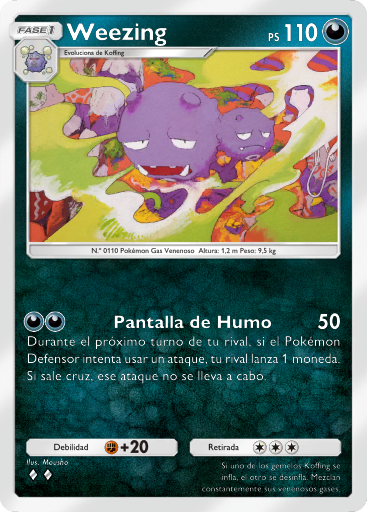 FASE 1
Weezing
PS 110
Evoluciona de Koffing
N.º 0110 Pokémon Gas Venenoso Altura: 1,2 m Peso: 9,5 kg
Pantalla de Humo 50
Durante el próximo turno de tu rival, si el Pokémon
Defensor intenta usar un ataque, tu rival lanza 1 moneda.
Si sale cruz, ese ataque no se lleva a cabo.
Debilidad +20
Retirada
Ilus. Mousho
Si uno de los gemelos Koffing se
infla, el otro se desinfla. Mezclan
constantemente sus venenosos gases.